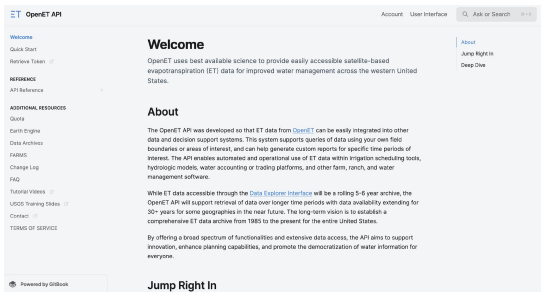 OpenET API
Account
User Interface
Ask or Search
Welcome
Quick Start
Retrieve Token
REFERENCE
API Reference
ADDITIONAL RESOURCES
Quota
Earth Engine
Data Archives
FARMS
Change Log
FAQ
Tutorial Videos
USGS Training Slides
Contact
TERMS OF SERVICE
Powered by GitBook
Welcome
OpenET uses best available science to provide easily accessible satellite-based
evapotranspiration (ET) data for improved water management across the western United
States.
About
The OpenET API was developed so that ET data from OpenET can be easily integrated into other
data and decision support systems. This system supports queries of data using your own field
boundaries or areas of interest, and can help generate custom reports for specific time periods of
interest. The API enables automated and operational use of ET data within irrigation scheduling tools,
hydrologic models, water accounting or trading platforms, and other farm, ranch, and water
management software.
While ET data accessible through the Data Explorer Interface will be a rolling 5-6 year archive, the
OpenET API will support retrieval of data over longer time periods with data availability extending for
30+ years for some geographies in the near future. The long-term vision is to establish a
comprehensive ET data archive from 1985 to the present for the entire United States.
By offering a broad spectrum of functionalities and extensive data access, the API aims to support
innovation, enhance planning capabilities, and promote the democratization of water information for
everyone.
Jump Right In
About
Jump Right In
Deep Dive